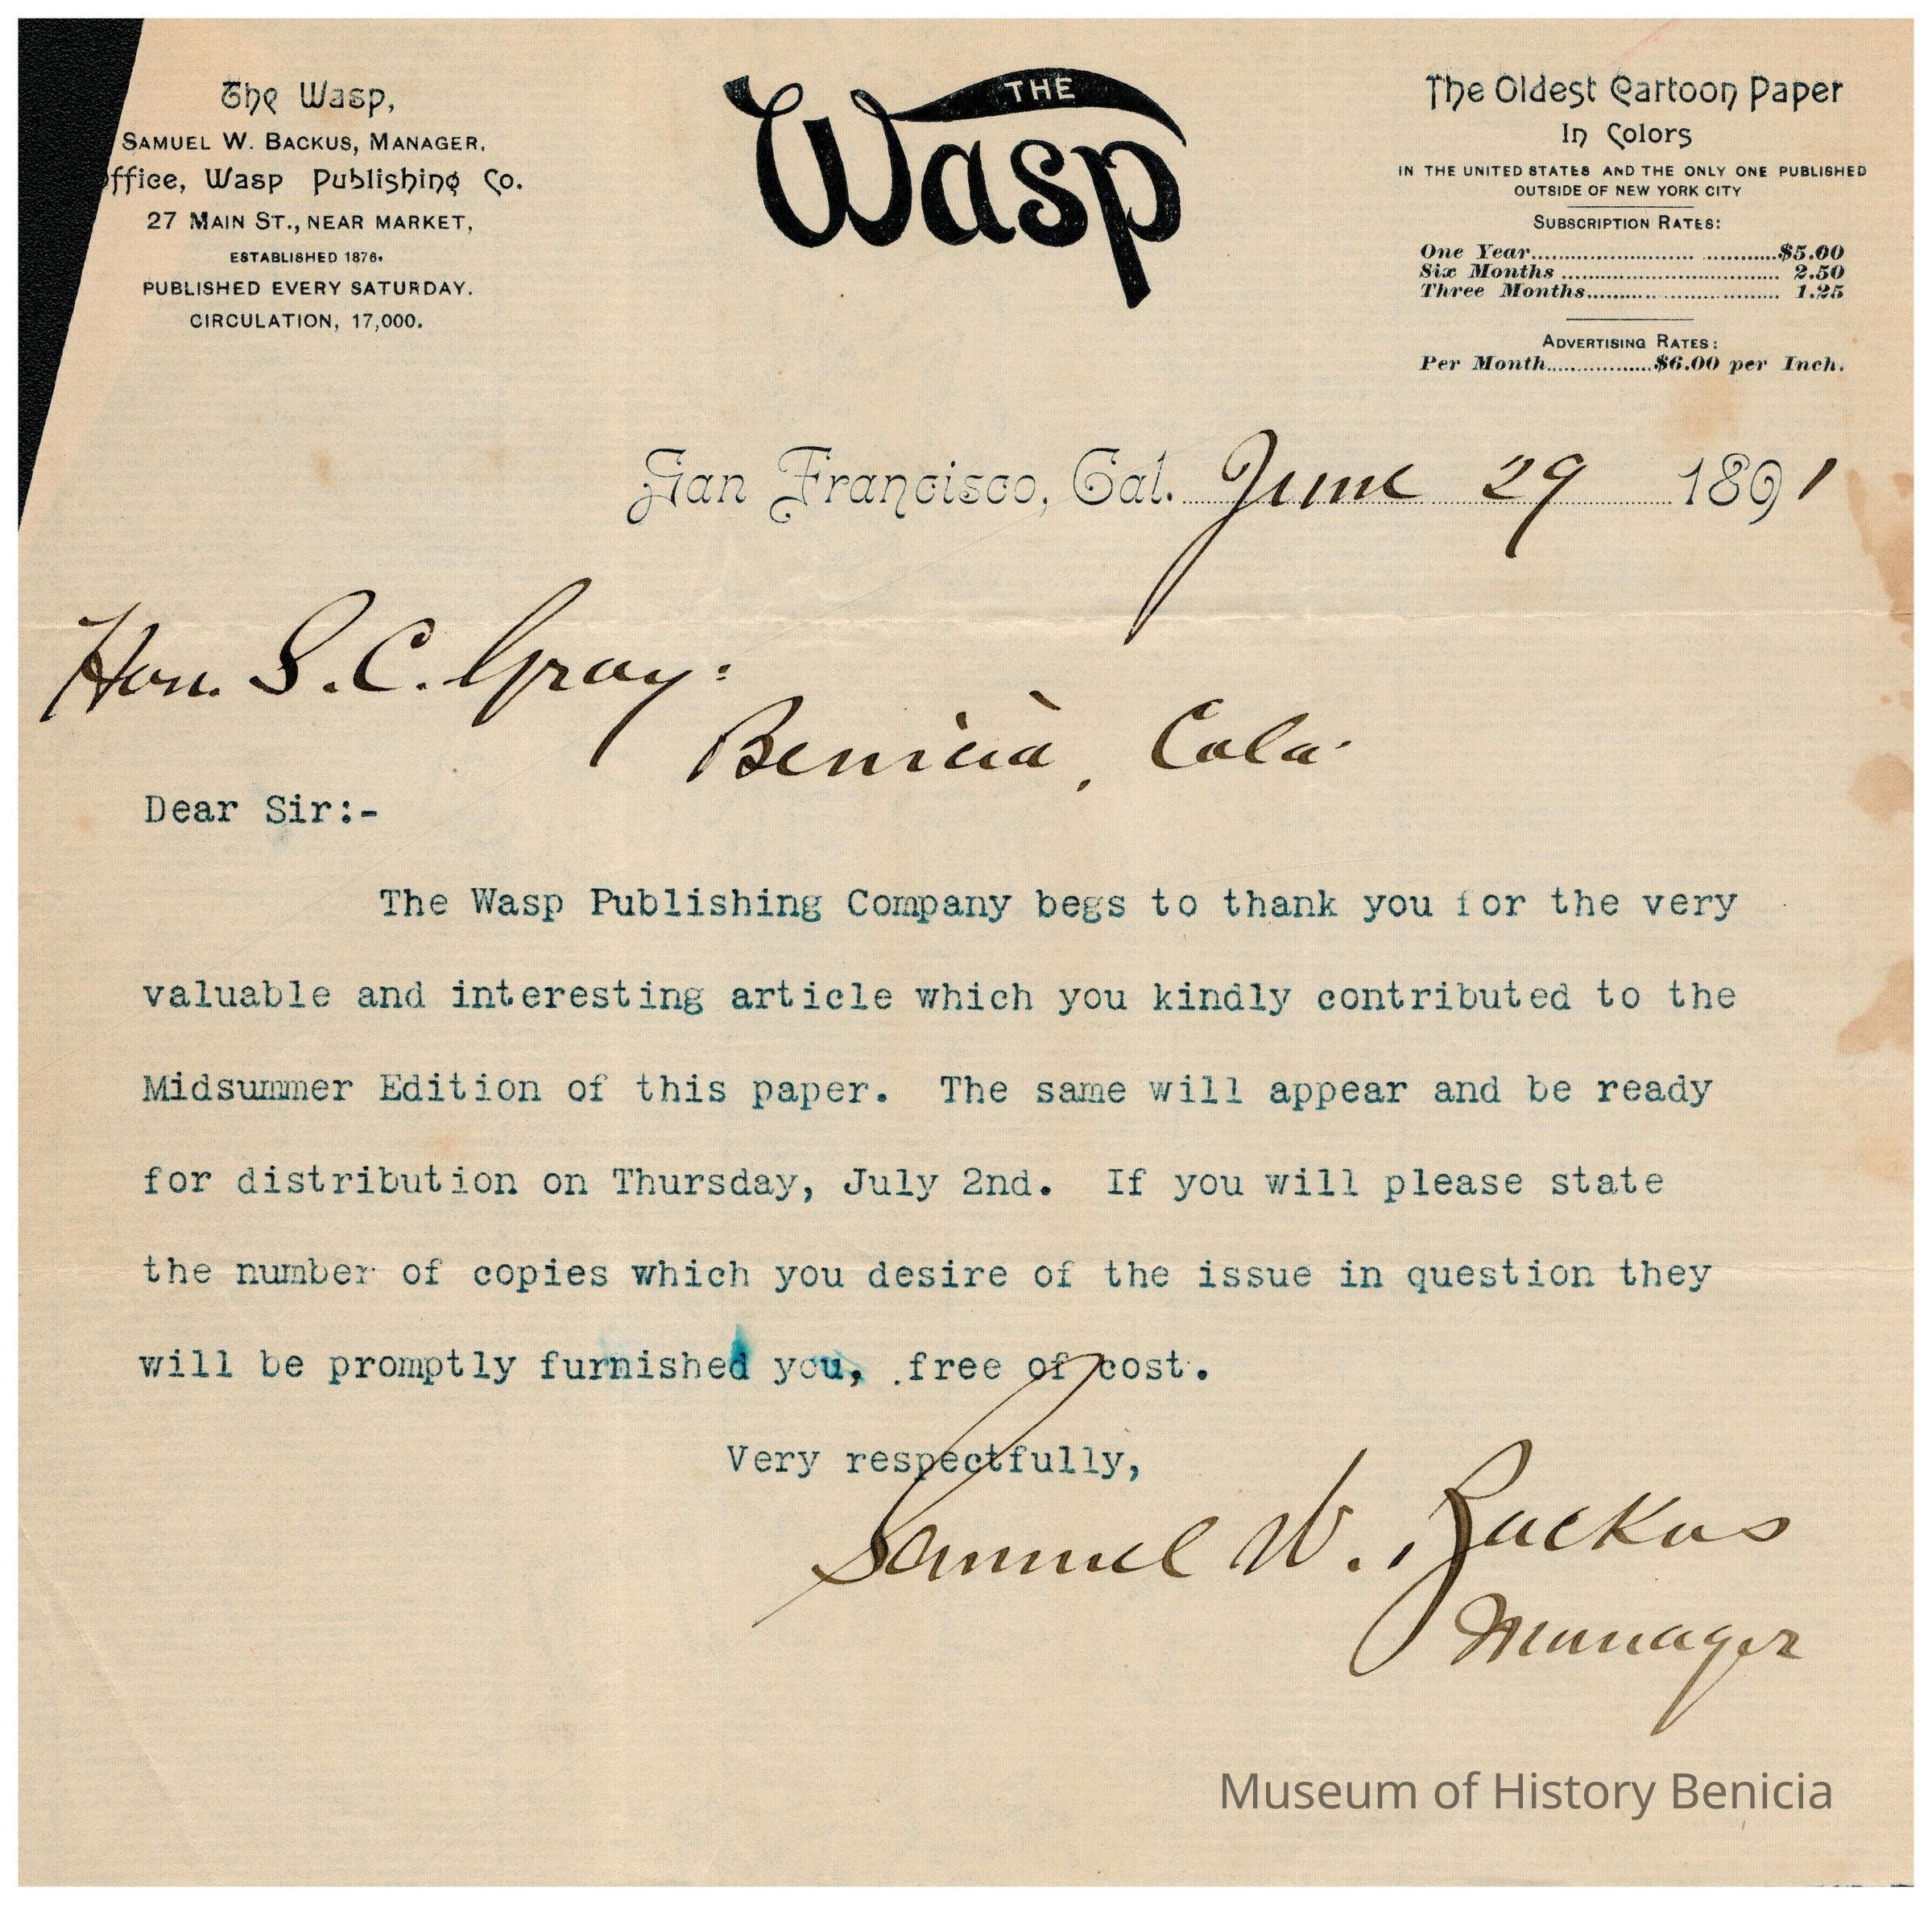 The Wasp,
SAMUEL W. BACKUS, MANAGER.
ffice, Wasp Publishing Co.
27 MAIN ST., NEAR MARKET,
ESTABLISHED 1876.
PUBLISHED EVERY SATURDAY.
CIRCULATION, 17,000.
THE
Wasp
The Oldest Cartoon Paper
In Colors
IN THE UNITED STATES AND THE ONLY ONE PUBLISHED
OUTSIDE OF NEW YORK CITY
SUBSCRIPTION RATES:
One Year.......................... ............$5.00
Six Months .................................... 2.50
Three Months.................................. 1.25
ADVERTISING RATES:
Per Month.................$6.00 per Inch.
San Francisco, Cal. June 29 1891
Hon. S. C. Gray:
Benicia, Cala.
Dear Sir:-
The Wasp Publishing Company begs to thank you for the very
valuable and interesting article which you kindly contributed to the
Midsummer Edition of this paper. The same will appear and be ready
for distribution on Thursday, July 2nd. If you will please state
the number of copies which you desire of the issue in question they
will be promptly furnished you, .free of cost.
Very respectfully,
Samuel W. Backus
Manager
Museum of History Benicia